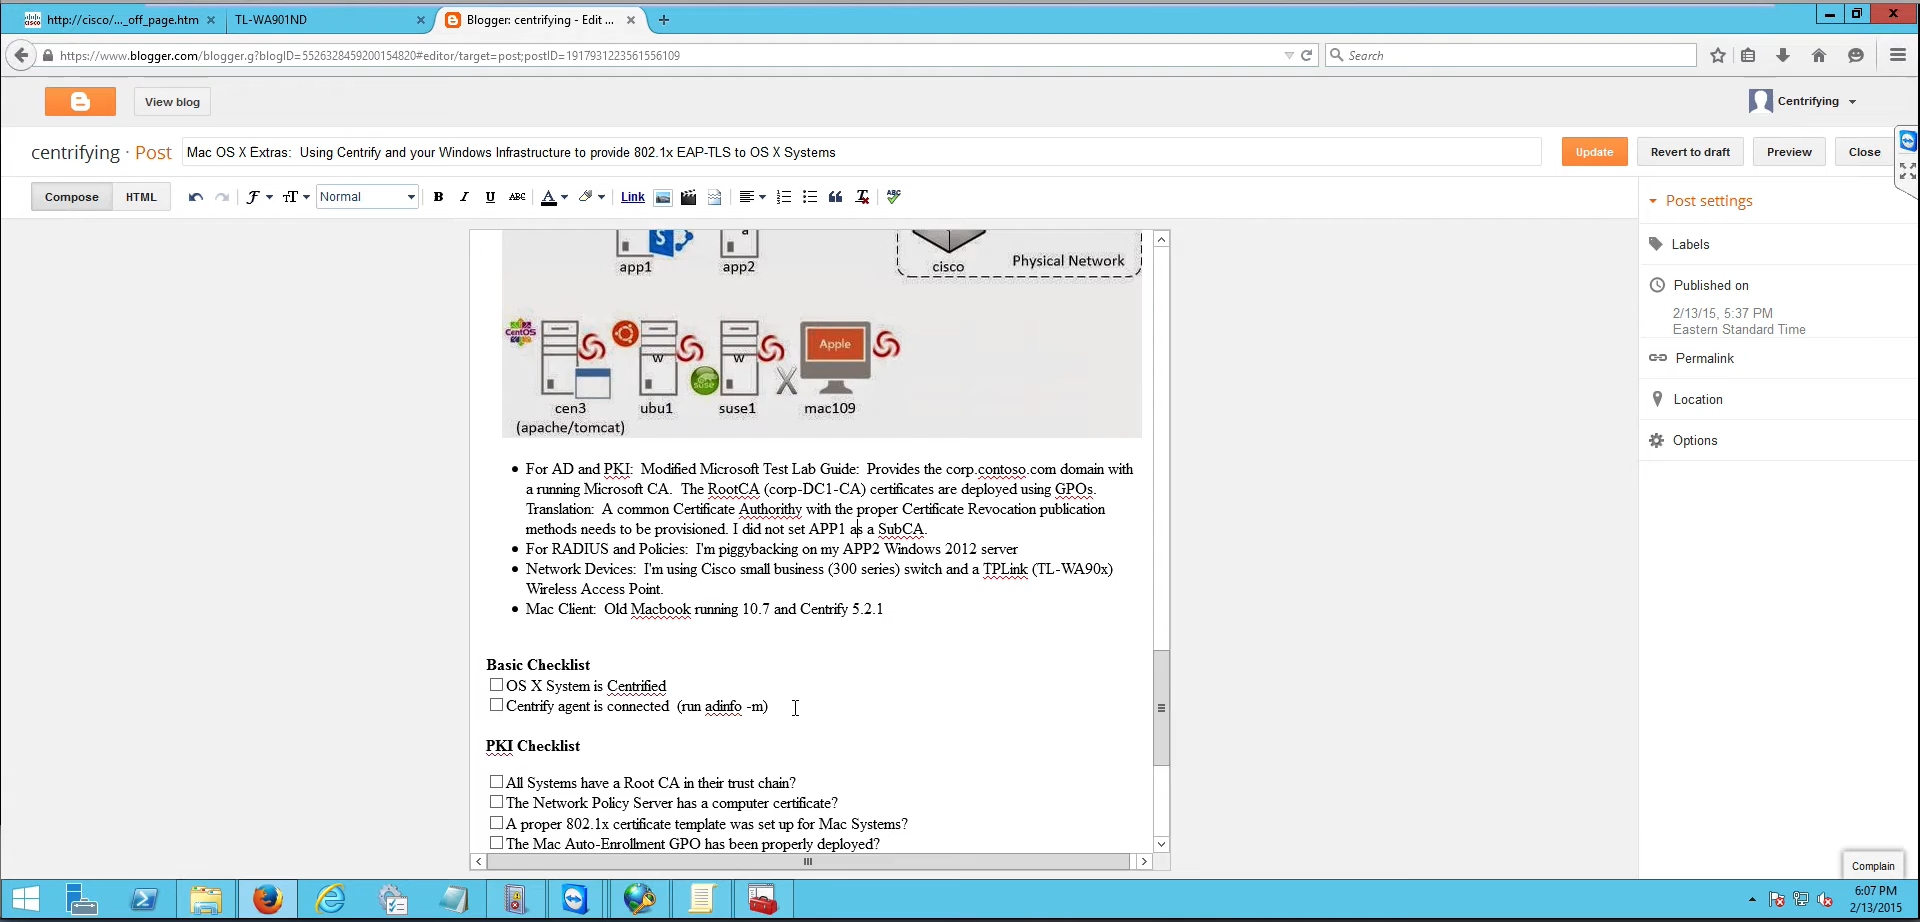 http://cisco/..._off_page.htm
TL-WA901ND
Blogger: centrifying - Edit ...
https://www.blogger.com/blogger.g?blogID=5526328459200154820#editor/target=post;postID=1917931223561556109
Search
View blog
Centrifying
centrifying · Post
Mac OS X Extras:  Using Centrify and your Windows Infrastructure to provide 802.1x EAP-TLS to OS X Systems
Update
Revert to draft
Preview
Close
Compose
HTML
Normal
B I U ABC A Link
Post settings
Labels
Published on
2/13/15, 5:37 PM
Eastern Standard Time
Permalink
Location
Options
app1
app2
cisco
Physical Network
CentOS
Apple
W
W
suse
cen3
(apache/tomcat)
ubu1
suse1
mac109
For AD and PKI:  Modified Microsoft Test Lab Guide:  Provides the corp.contoso.com domain with
a running Microsoft CA.  The RootCA (corp-DC1-CA) certificates are deployed using GPOs.
Translation:  A common Certificate Authorithy with the proper Certificate Revocation publication
methods needs to be provisioned. I did not set APP1 as a SubCA.
For RADIUS and Policies:  I'm piggybacking on my APP2 Windows 2012 server
Network Devices:  I'm using Cisco small business (300 series) switch and a TPLink (TL-WA90x)
Wireless Access Point.
Mac Client:  Old Macbook running 10.7 and Centrify 5.2.1
Basic Checklist
OS X System is Centrified
Centrify agent is connected  (run adinfo -m)
PKI Checklist
All Systems have a Root CA in their trust chain?
The Network Policy Server has a computer certificate?
A proper 802.1x certificate template was set up for Mac Systems?
The Mac Auto-Enrollment GPO has been properly deployed?
Complain
6:07 PM
2/13/2015